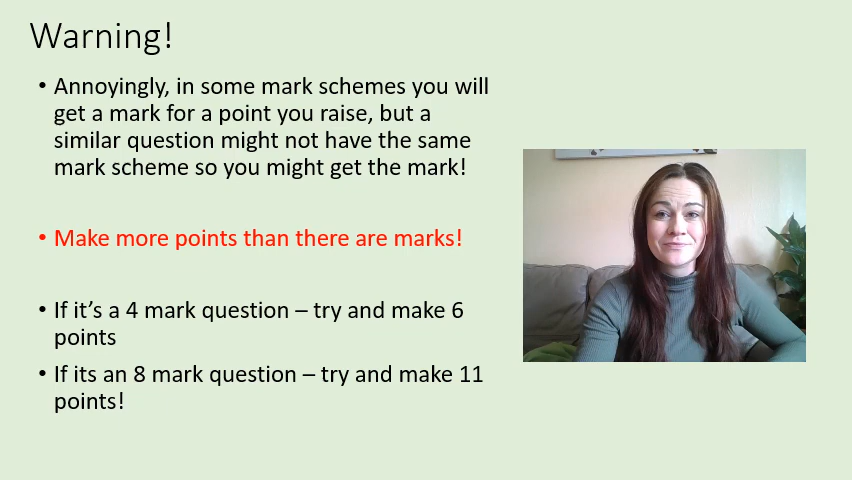 Warning!
• Annoyingly, in some mark schemes you will
get a mark for a point you raise, but a
similar question might not have the same
mark scheme so you might get the mark!
• Make more points than there are marks!
• If it’s a 4 mark question – try and make 6
points
• If its an 8 mark question – try and make 11
points!